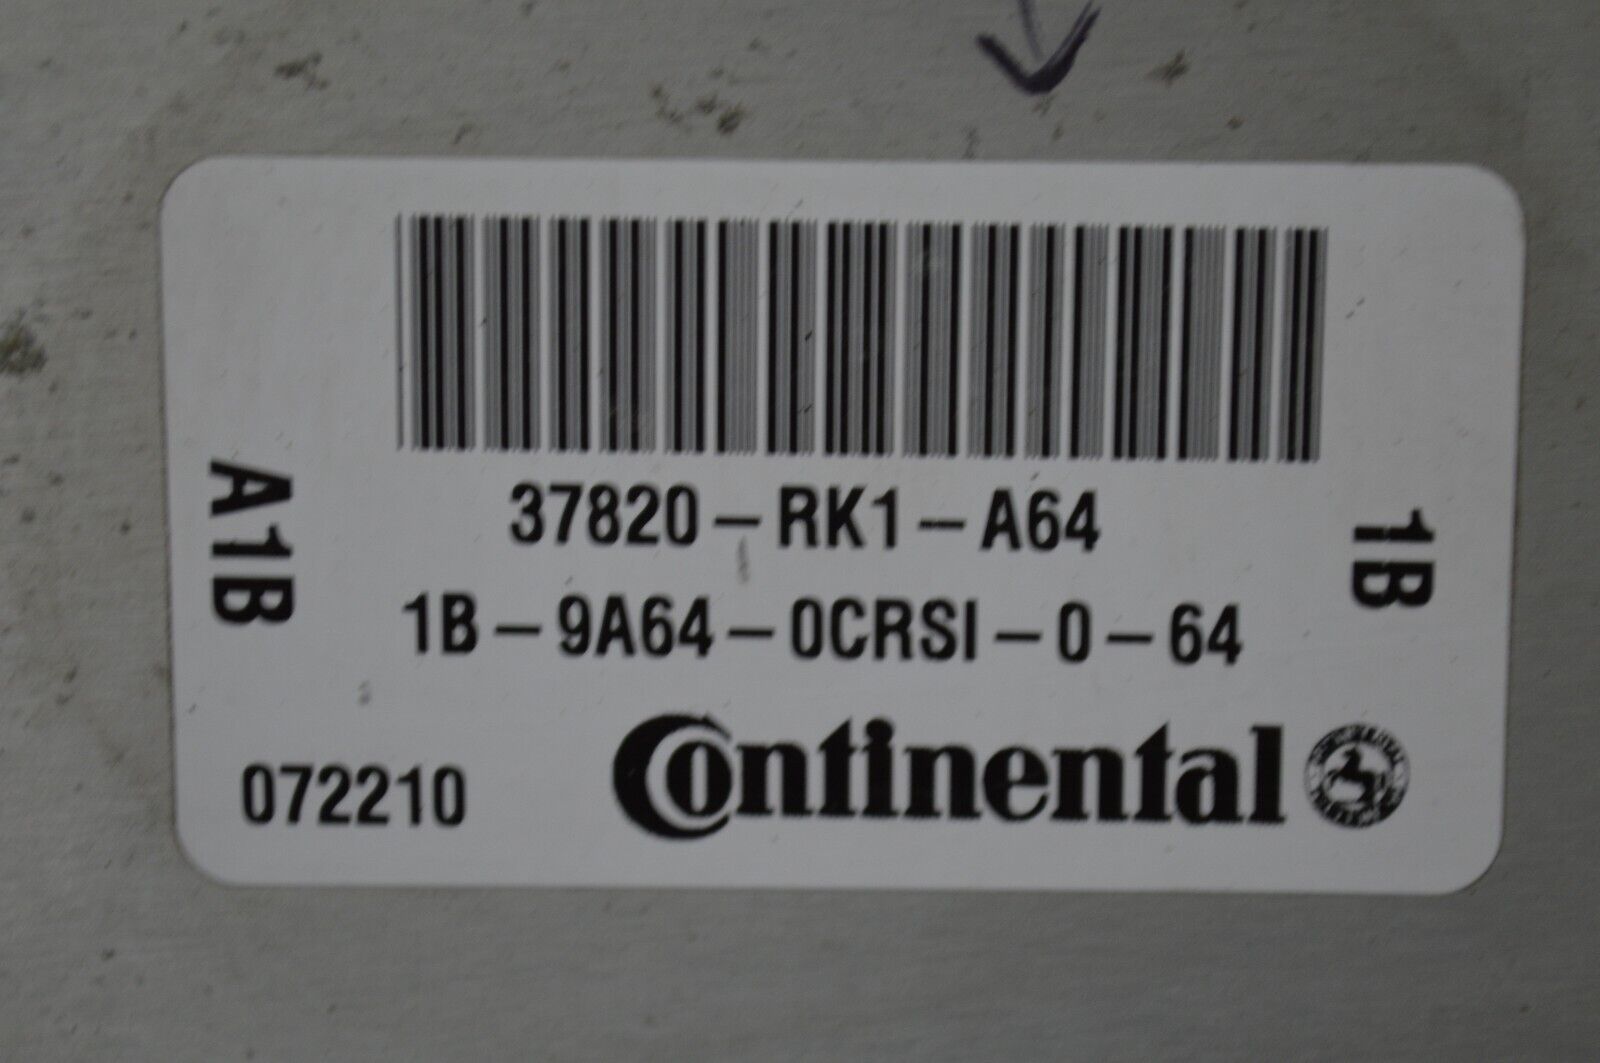 37820-RK1-A64
1B-9A64-0CRSI-0-64
A1B
1B
072210
Continental